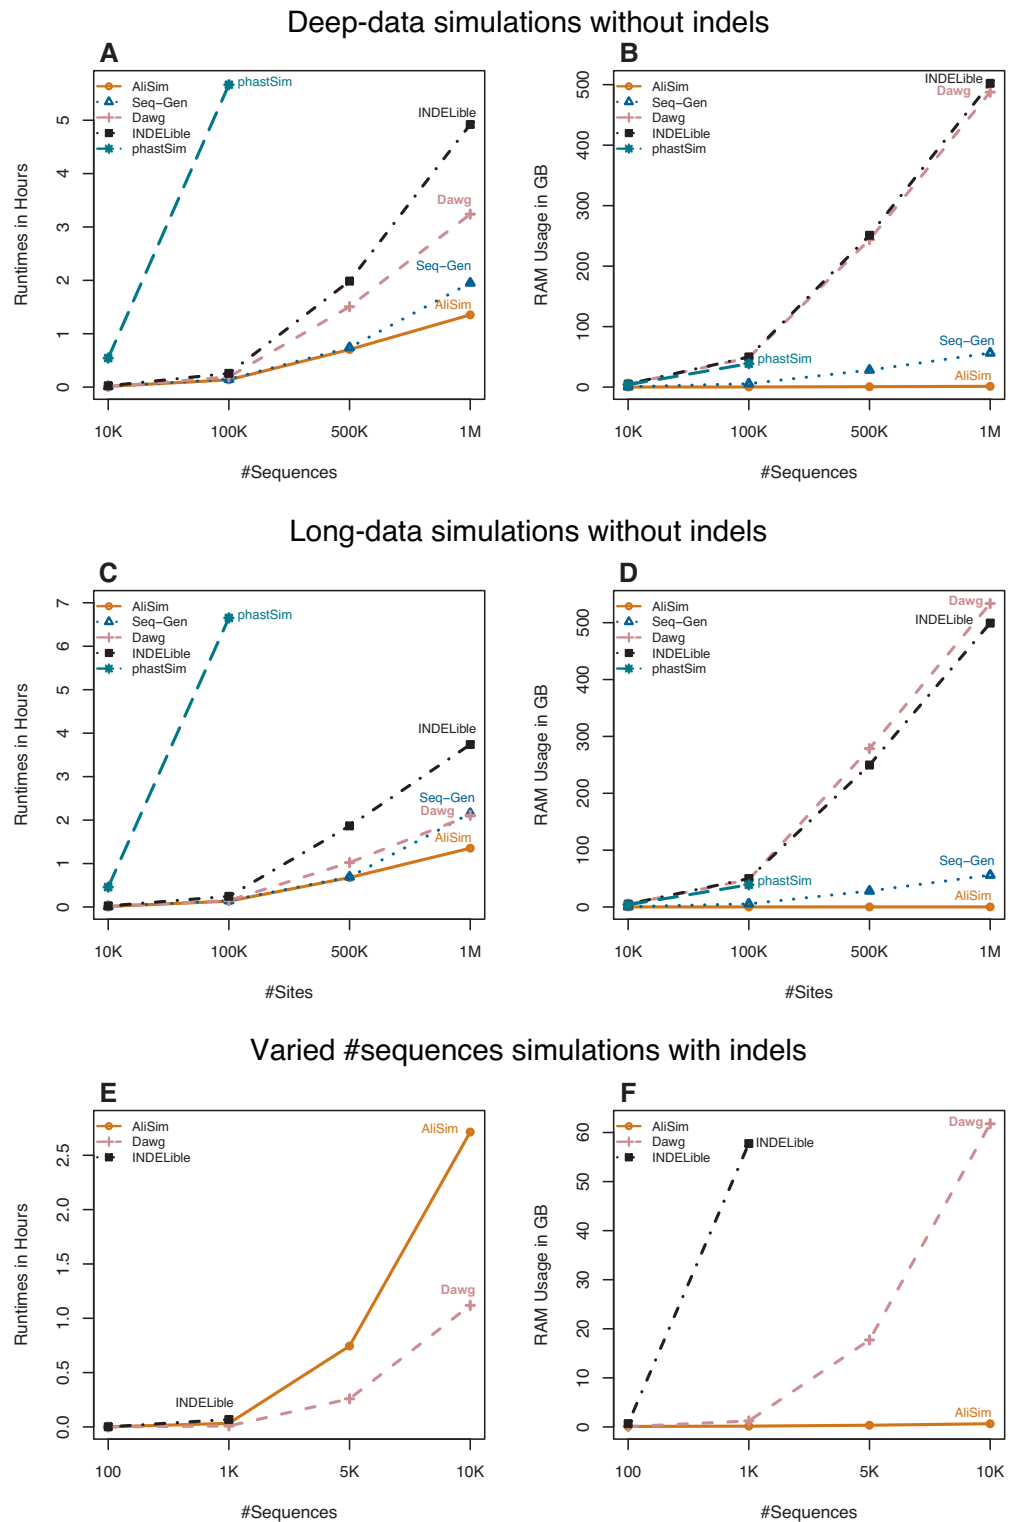 Deep-data simulations without indels
A
AliSim
Seq−Gen
Dawg
INDELible
phastSim
phastSim
INDELible
Dawg
Seq−Gen
AliSim
Runtimes in Hours
0
1
2
3
4
5
10K 100K 500K 1M
#Sequences
B
AliSim
Seq−Gen
Dawg
INDELible
phastSim
INDELible
Dawg
phastSim
Seq−Gen
AliSim
RAM Usage in GB
0
100
200
300
400
500
10K 100K 500K 1M
#Sequences
Long-data simulations without indels
C
AliSim
Seq−Gen
Dawg
INDELible
phastSim
phastSim
INDELible
Seq−Gen
Dawg
AliSim
Runtimes in Hours
0
1
2
3
4
5
6
7
10K 100K 500K 1M
#Sites
D
AliSim
Seq−Gen
Dawg
INDELible
phastSim
Dawg
INDELible
phastSim
Seq−Gen
AliSim
RAM Usage in GB
0
100
200
300
400
500
10K 100K 500K 1M
#Sites
Varied #sequences simulations with indels
E
AliSim
Dawg
INDELible
AliSim
Dawg
INDELible
Runtimes in Hours
0.0
0.5
1.0
1.5
2.0
2.5
100 1K 5K 10K
#Sequences
F
AliSim
Dawg
INDELible
Dawg
INDELible
AliSim
RAM Usage in GB
0
10
20
30
40
50
60
100 1K 5K 10K
#Sequences